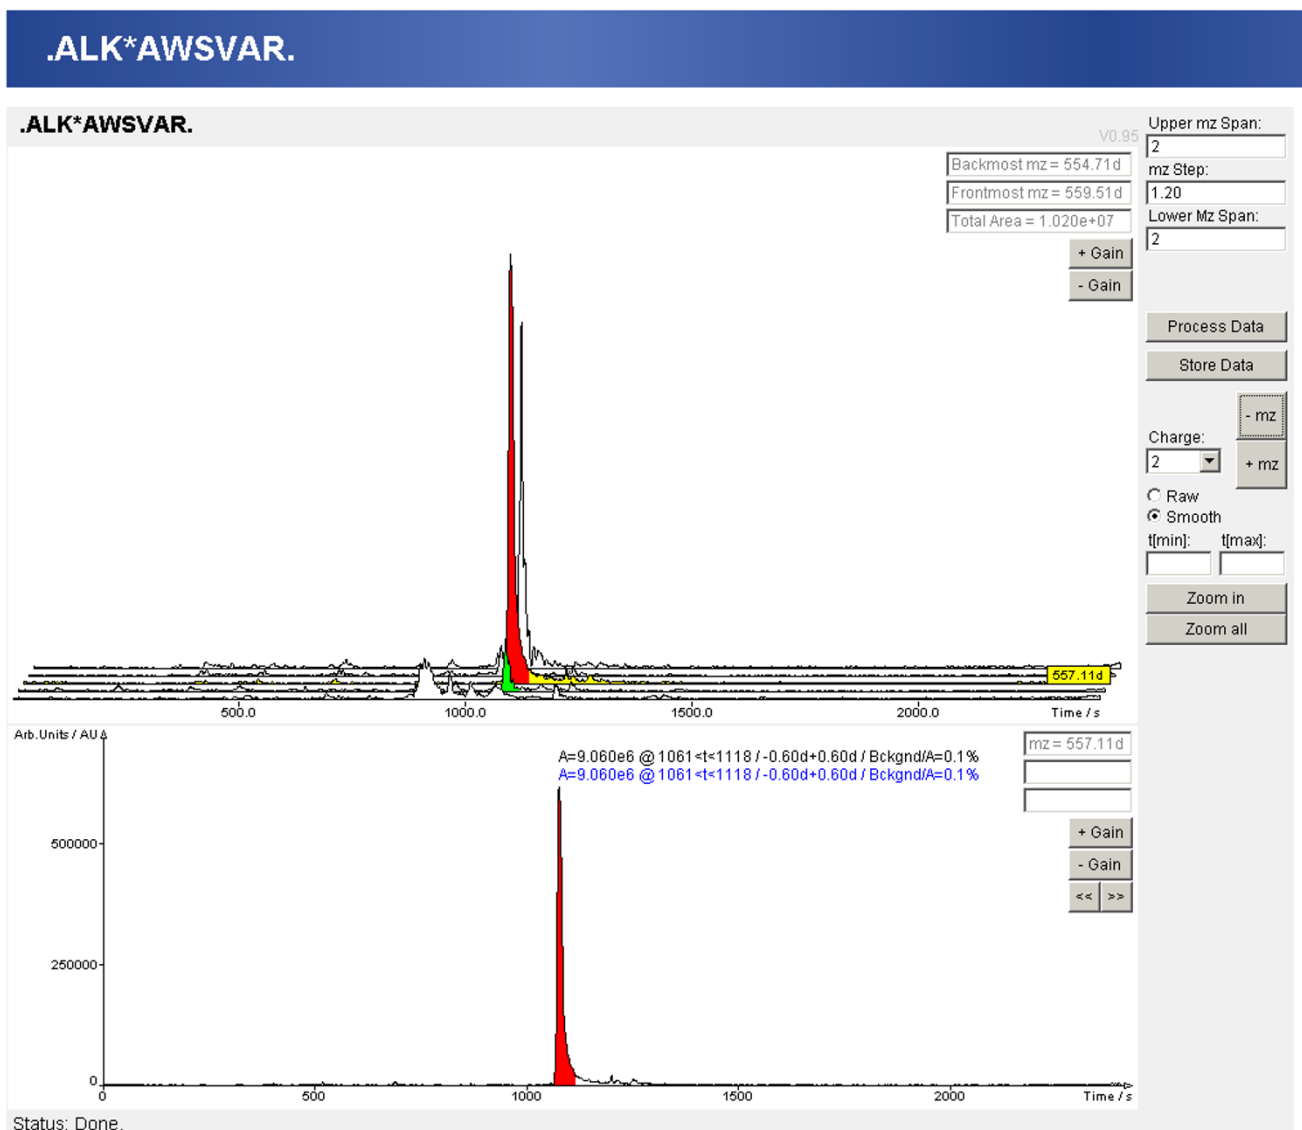 .ALK*AWSVAR.
.ALK*AWSVAR.
V0.95
Upper mz Span:
2
mz Step:
1.20
Lower Mz Span:
2
Backmost mz = 554.71d
Frontmost mz = 559.51d
Total Area = 1.020e+07
+ Gain
- Gain
Process Data
Store Data
- mz
Charge:
2
+ mz
Raw
Smooth
t[min]: t[max]:
Zoom in
Zoom all
557.11d
500.0 1000.0 1500.0 2000.0 Time / s
Arb.Units / AU
mz = 557.11d
A=9.060e6 @ 1061<t<1118 / -0.60d+0.60d / Bckgnd/A=0.1%
A=9.060e6 @ 1061<t<1118 / -0.60d+0.60d / Bckgnd/A=0.1%
+ Gain
- Gain
<< >>
500000
250000
0
0 500 1000 1500 2000 Time / s
Status: Done.